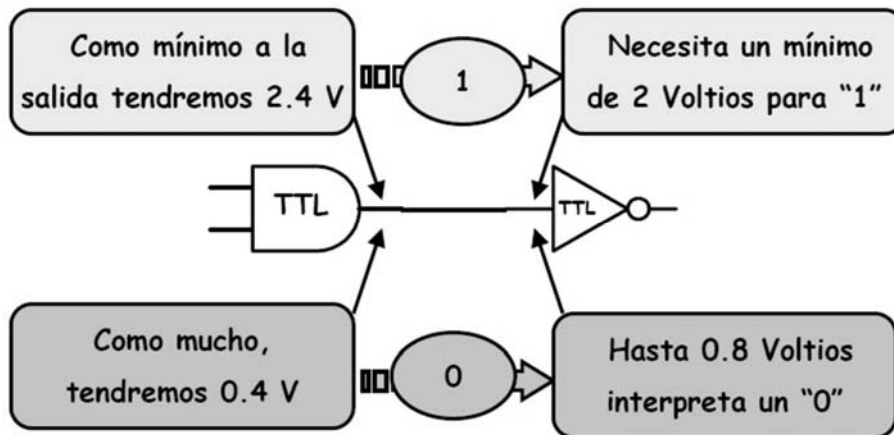 Como mínimo a la
salida tendremos 2.4 V
1
Necesita un mínimo
de 2 Voltios para "1"
TTL
TTL
Como mucho,
tendremos 0.4 V
0
Hasta 0.8 Voltios
interpreta un "0"